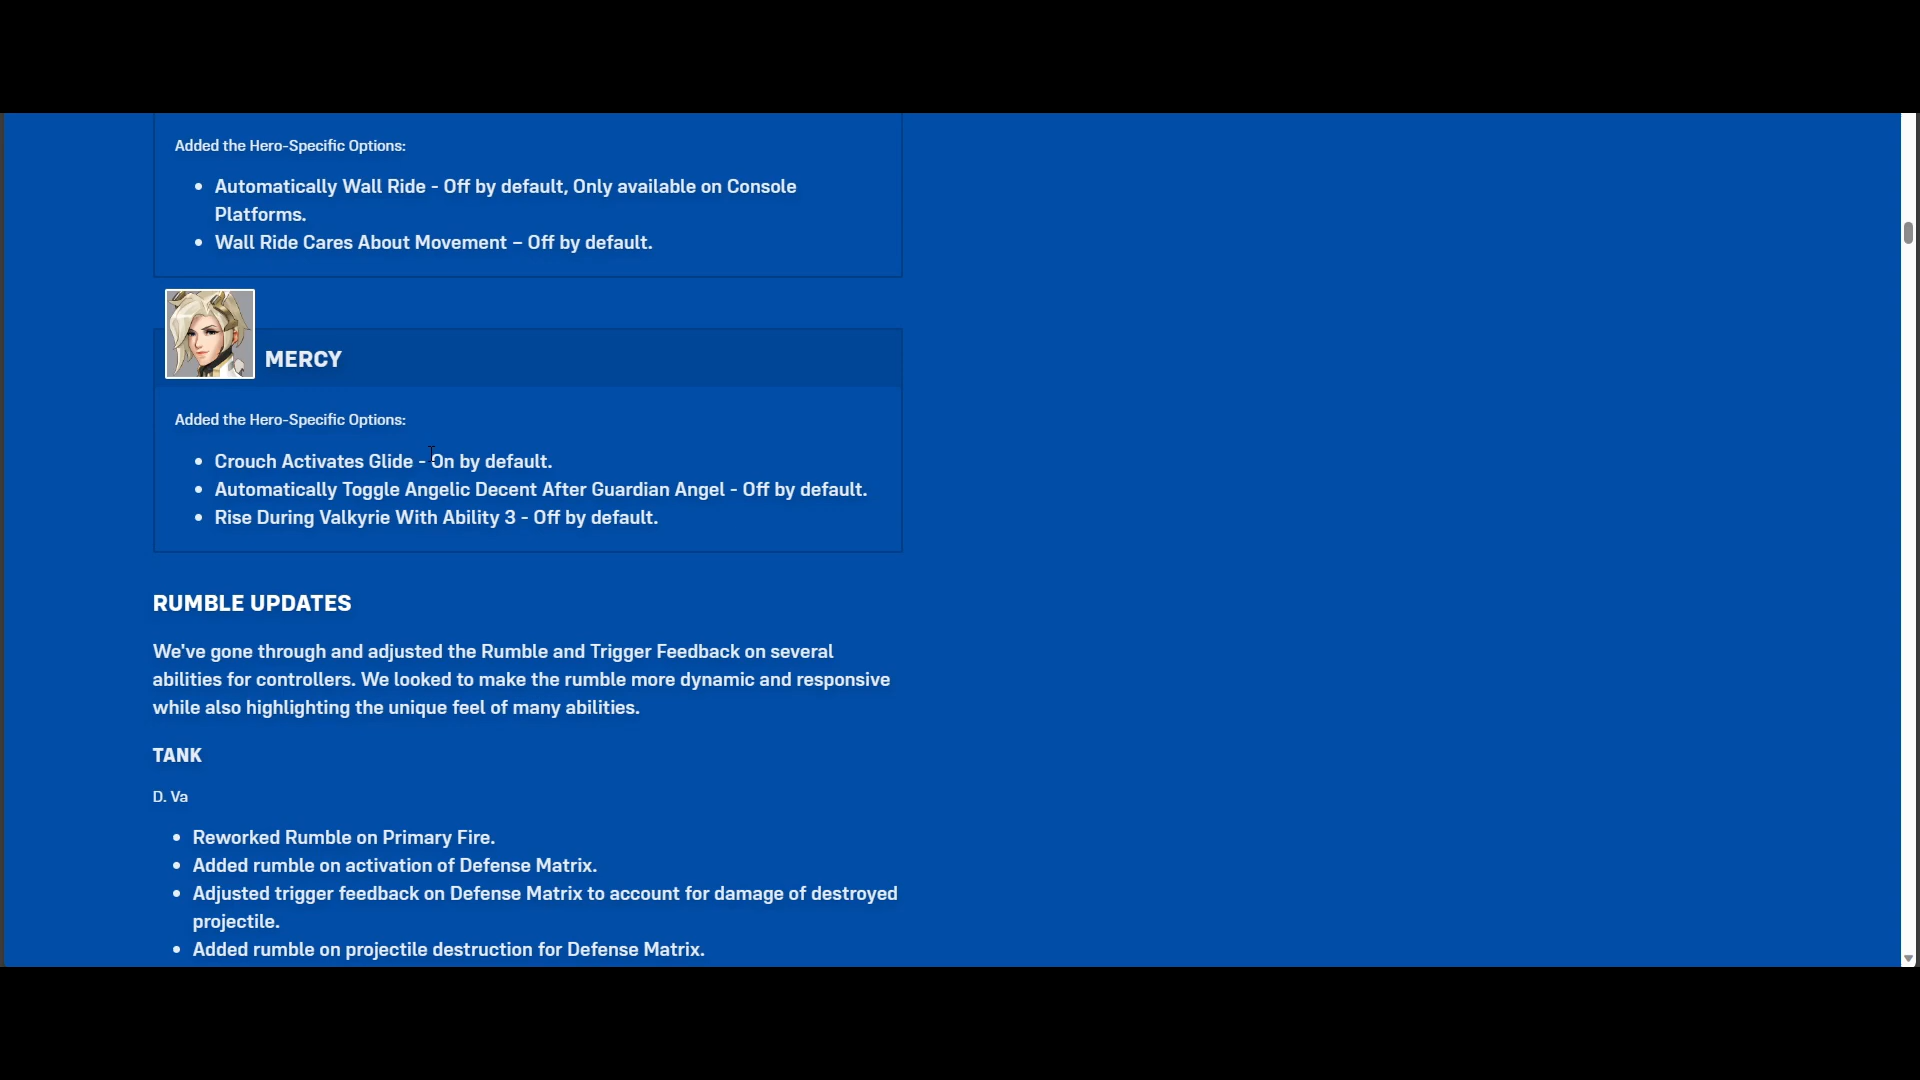 Added the Hero-Specific Options:
• Automatically Wall Ride - Off by default, Only available on Console
Platforms.
• Wall Ride Cares About Movement – Off by default.
MERCY
Added the Hero-Specific Options:
• Crouch Activates Glide - On by default.
• Automatically Toggle Angelic Decent After Guardian Angel - Off by default.
• Rise During Valkyrie With Ability 3 - Off by default.
RUMBLE UPDATES
We've gone through and adjusted the Rumble and Trigger Feedback on several
abilities for controllers. We looked to make the rumble more dynamic and responsive
while also highlighting the unique feel of many abilities.
TANK
D. Va
• Reworked Rumble on Primary Fire.
• Added rumble on activation of Defense Matrix.
• Adjusted trigger feedback on Defense Matrix to account for damage of destroyed
projectile.
• Added rumble on projectile destruction for Defense Matrix.